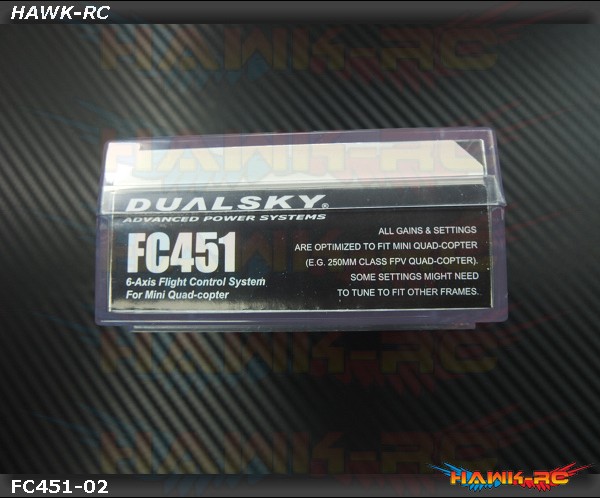 HAWK-RC
DUALSKY®
ADVANCED POWER SYSTEMS
FC451
6-Axis Flight Control System
For Mini Quad-copter
ALL GAINS & SETTINGS
ARE OPTIMIZED TO FIT MINI QUAD-COPTER
(E.G. 250MM CLASS FPV QUAD-COPTER).
SOME SETTINGS MIGHT NEED
TO TUNE TO FIT OTHER FRAMES.
FC451-02
HAWK-RC